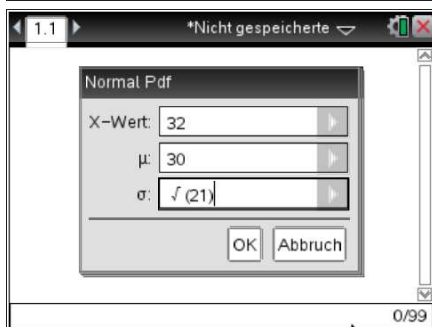 1.1 *Nicht gespeicherte
Normal Pdf
X-Wert: 32
μ: 30
σ: √(21)
OK Abbruch
0/99